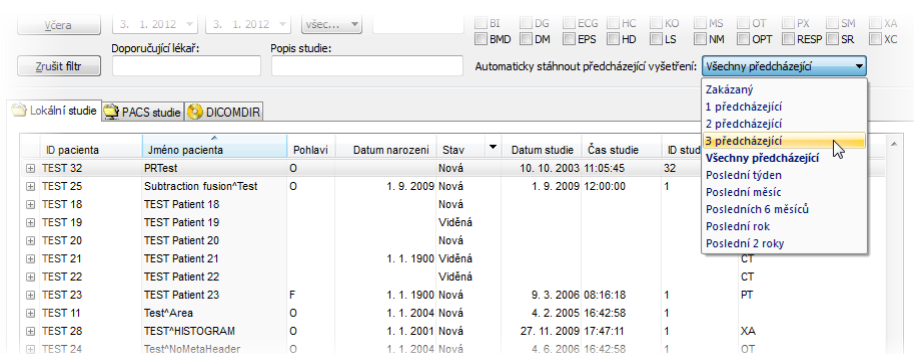 Včera 3. 1. 2012 3. 1. 2012 všec... BI DG ECG HC KO MS OT PX SM XA
BMD DM EPS HD LS NM OPT RESP SR XC
Doporučující lékař: Popis studie:
Zrušit filtr Automaticky stáhnout předcházející vyšetření: Všechny předcházející
Zakázaný
1 předcházející
2 předcházející
3 předcházející
Všechny předcházející
Poslední týden
Poslední měsíc
Posledních 6 měsíců
Poslední rok
Poslední 2 roky
Lokální studie PACS studie DICOMDIR
ID pacienta Jméno pacienta Pohlaví Datum narození Stav Datum studie Čas studie ID stud
TEST 32 PRTest O Nová 10. 10. 2003 11:05:45 32
TEST 25 Subtraction fusion^Test O 1. 9. 2009 Nová 1. 9. 2009 12:00:00 1
TEST 18 TEST Patient 18 Nová
TEST 19 TEST Patient 19 Viděná
TEST 20 TEST Patient 20 Nová
TEST 21 TEST Patient 21 1. 1. 1900 Viděná CT
TEST 22 TEST Patient 22 Viděná CT
TEST 23 TEST Patient 23 F 1. 1. 1900 Nová 9. 3. 2006 08:16:18 1 PT
TEST 11 Test^Area O 1. 1. 2004 Nová 4. 2. 2005 16:42:58 1
TEST 28 TEST^HISTOGRAM O 1. 1. 2001 Nová 27. 11. 2009 17:47:11 1 XA
TEST 24 Test^NoMetaHeader O 1. 1. 2004 Nová 4. 6. 2006 16:42:58 1 OT